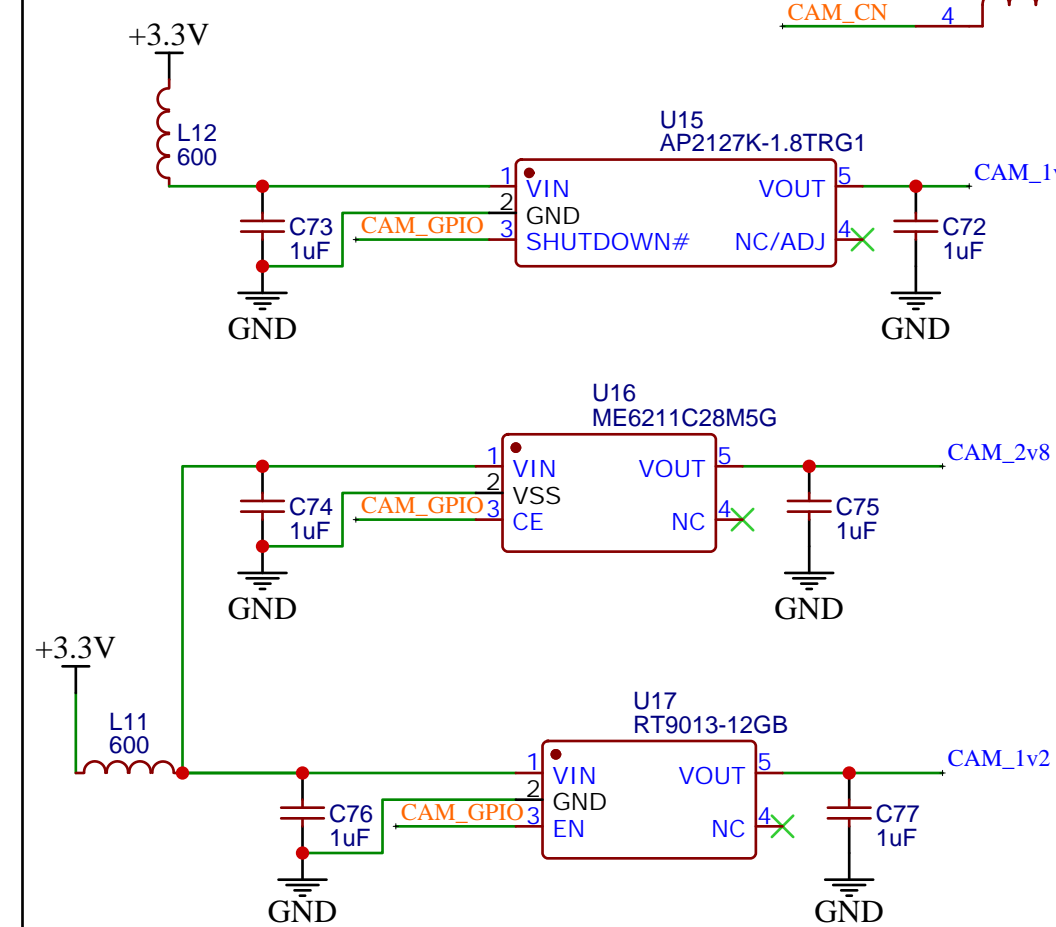 CAM_CN
4
+3.3V
L12
600
U15
AP2127K-1.8TRG1
1
VIN
VOUT
5
CAM_1v
2
GND
C73
1uF
CAM_GPIO
3
SHUTDOWN#
NC/ADJ
4
C72
1uF
GND
GND
U16
ME6211C28M5G
1
VIN
VOUT
5
CAM_2v8
2
VSS
C74
1uF
CAM_GPIO
3
CE
NC
4
C75
1uF
GND
GND
+3.3V
L11
600
U17
RT9013-12GB
1
VIN
VOUT
5
CAM_1v2
2
GND
C76
1uF
CAM_GPIO
3
EN
NC
4
C77
1uF
GND
GND